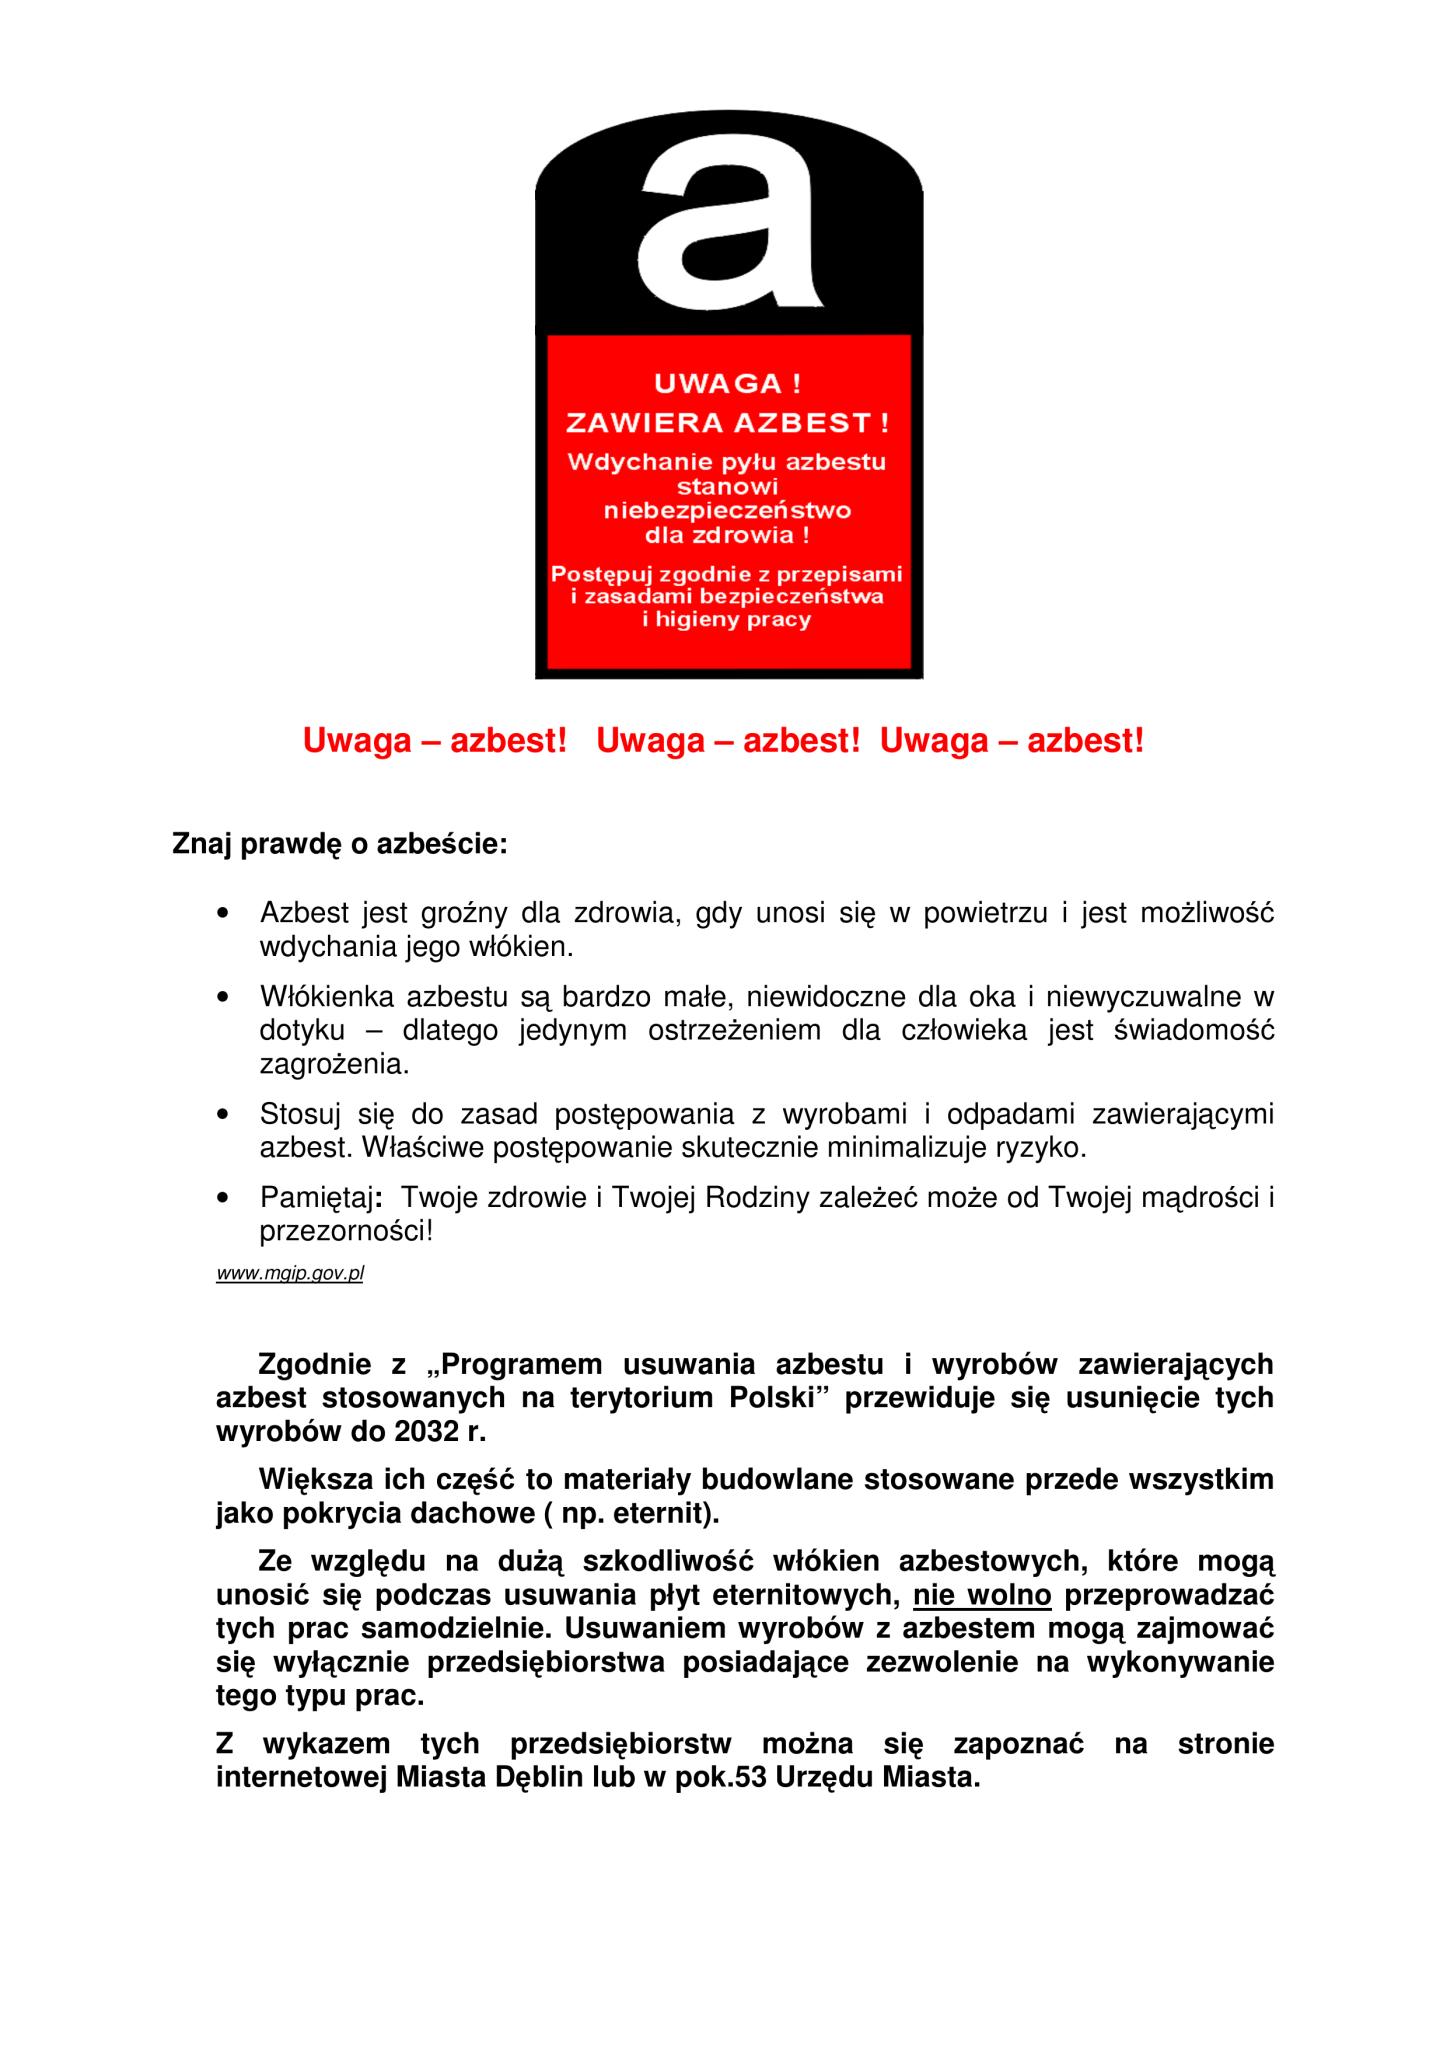 a
UWAGA !
ZAWIERA AZBEST !
Wdychanie pyłu azbestu
stanowi
niebezpieczeństwo
dla zdrowia !
Postępuj zgodnie z przepisami
i zasadami bezpieczeństwa
i higieny pracy
Uwaga – azbest!   Uwaga – azbest!  Uwaga – azbest!
Znaj prawdę o azbeście:
• Azbest jest groźny dla zdrowia, gdy unosi się w powietrzu i jest możliwość
wdychania jego włókien.
• Włókienka azbestu są bardzo małe, niewidoczne dla oka i niewyczuwalne w
dotyku – dlatego jedynym ostrzeżeniem dla człowieka jest świadomość
zagrożenia.
• Stosuj się do zasad postępowania z wyrobami i odpadami zawierającymi
azbest. Właściwe postępowanie skutecznie minimalizuje ryzyko.
• Pamiętaj:  Twoje zdrowie i Twojej Rodziny zależeć może od Twojej mądrości i
przezorności!
www.mgip.gov.pl
Zgodnie z „Programem usuwania azbestu i wyrobów zawierających
azbest stosowanych na terytorium Polski” przewiduje się usunięcie tych
wyrobów do 2032 r.
Większa ich część to materiały budowlane stosowane przede wszystkim
jako pokrycia dachowe ( np. eternit).
Ze względu na dużą szkodliwość włókien azbestowych, które mogą
unosić się podczas usuwania płyt eternitowych, nie wolno przeprowadzać
tych prac samodzielnie. Usuwaniem wyrobów z azbestem mogą zajmować
się wyłącznie przedsiębiorstwa posiadające zezwolenie na wykonywanie
tego typu prac.
Z wykazem tych przedsiębiorstw można się zapoznać na stronie
internetowej Miasta Dęblin lub w pok.53 Urzędu Miasta.